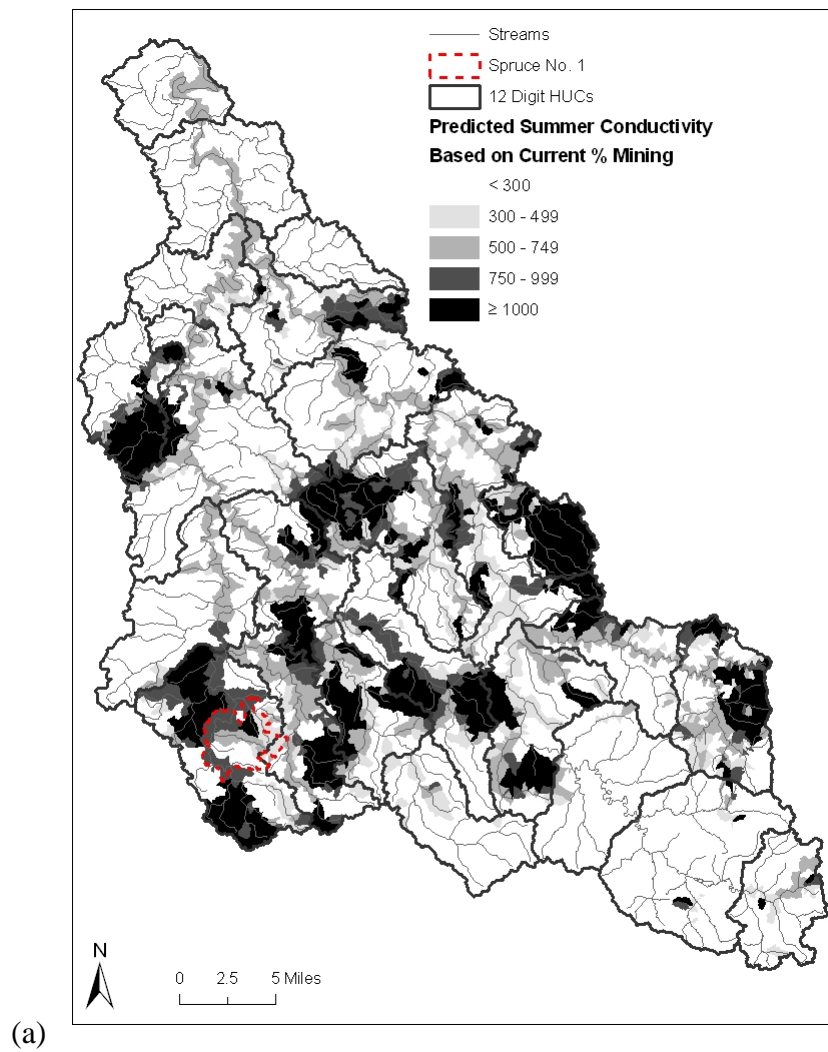 Streams
Spruce No. 1
12 Digit HUCs
Predicted Summer Conductivity
Based on Current % Mining
< 300
300 - 499
500 - 749
750 - 999
≥ 1000
N
0 2.5 5 Miles
(a)